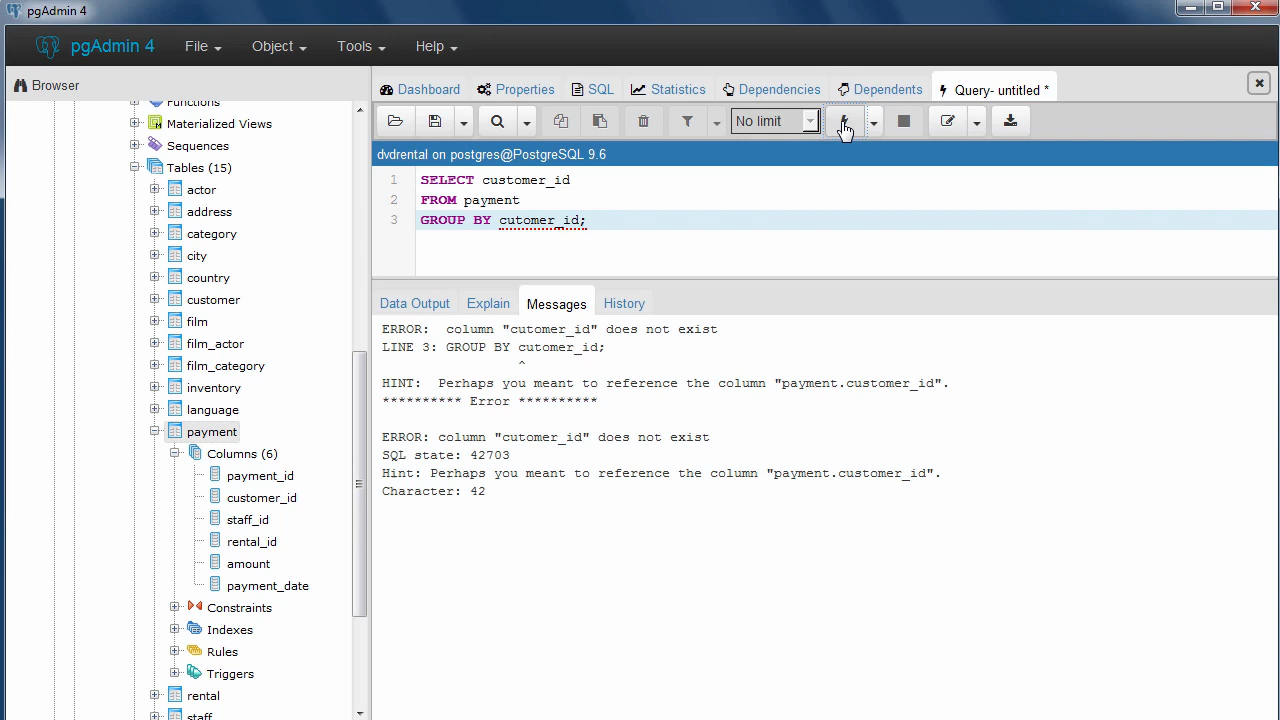 pgAdmin 4
pgAdmin 4 File Object Tools Help
Browser
Dashboard Properties SQL Statistics Dependencies Dependents Query- untitled *
No limit
dvdrental on postgres@PostgreSQL 9.6
Functions
Materialized Views
Sequences
Tables (15)
actor
address
category
city
country
customer
film
film_actor
film_category
inventory
language
payment
Columns (6)
payment_id
customer_id
staff_id
rental_id
amount
payment_date
Constraints
Indexes
Rules
Triggers
rental
staff
1 SELECT customer_id
2 FROM payment
3 GROUP BY cutomer_id;
Data Output Explain Messages History
ERROR:  column "cutomer_id" does not exist
LINE 3: GROUP BY cutomer_id;
^
HINT:  Perhaps you meant to reference the column "payment.customer_id".
********** Error **********
ERROR: column "cutomer_id" does not exist
SQL state: 42703
Hint: Perhaps you meant to reference the column "payment.customer_id".
Character: 42